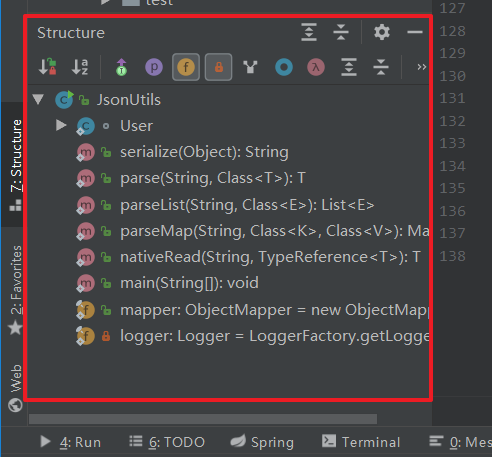 test
Structure
JsonUtils
User
serialize(Object): String
parse(String, Class<T>): T
parseList(String, Class<E>): List<E>
parseMap(String, Class<K>, Class<V>): Ma
nativeRead(String, TypeReference<T>): T
main(String[]): void
mapper: ObjectMapper = new ObjectMapp
logger: Logger = LoggerFactory.getLogge
127
128
129
130
131
132
133
134
135
136
137
138
7: Structure
2: Favorites
Web
4: Run
6: TODO
Spring
Terminal
0: Mes